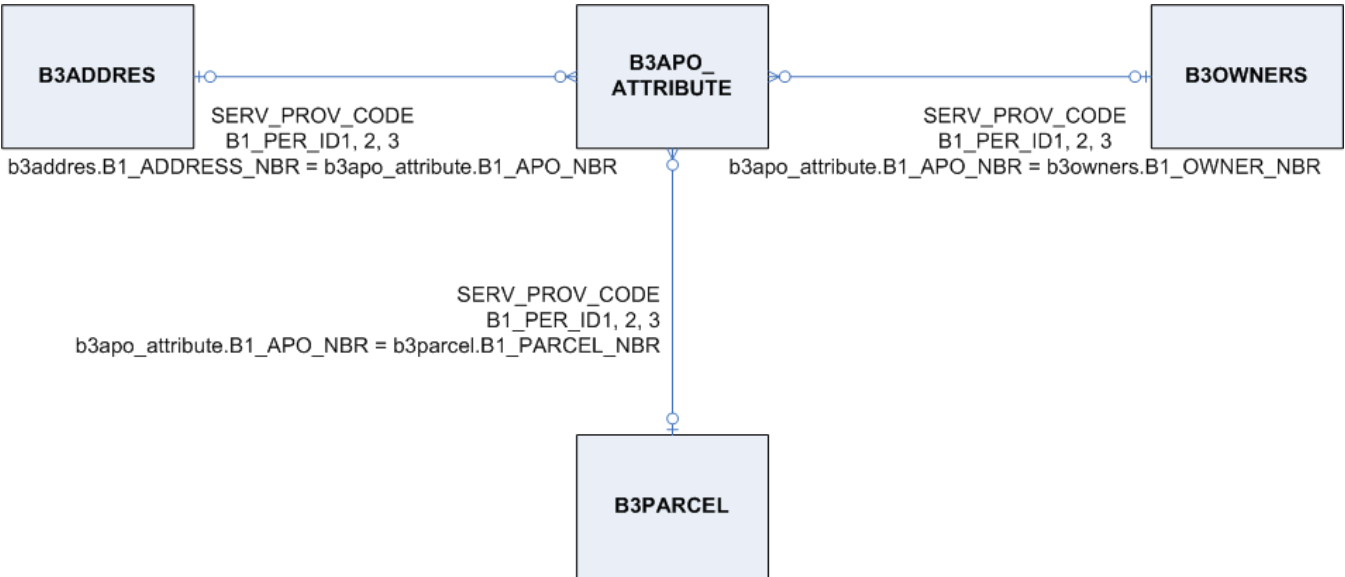 B3ADDRES
B3APO_
ATTRIBUTE
B3OWNERS
SERV_PROV_CODE
B1_PER_ID1, 2, 3
b3addres.B1_ADDRESS_NBR = b3apo_attribute.B1_APO_NBR
SERV_PROV_CODE
B1_PER_ID1, 2, 3
b3apo_attribute.B1_APO_NBR = b3owners.B1_OWNER_NBR
SERV_PROV_CODE
B1_PER_ID1, 2, 3
b3apo_attribute.B1_APO_NBR = b3parcel.B1_PARCEL_NBR
B3PARCEL